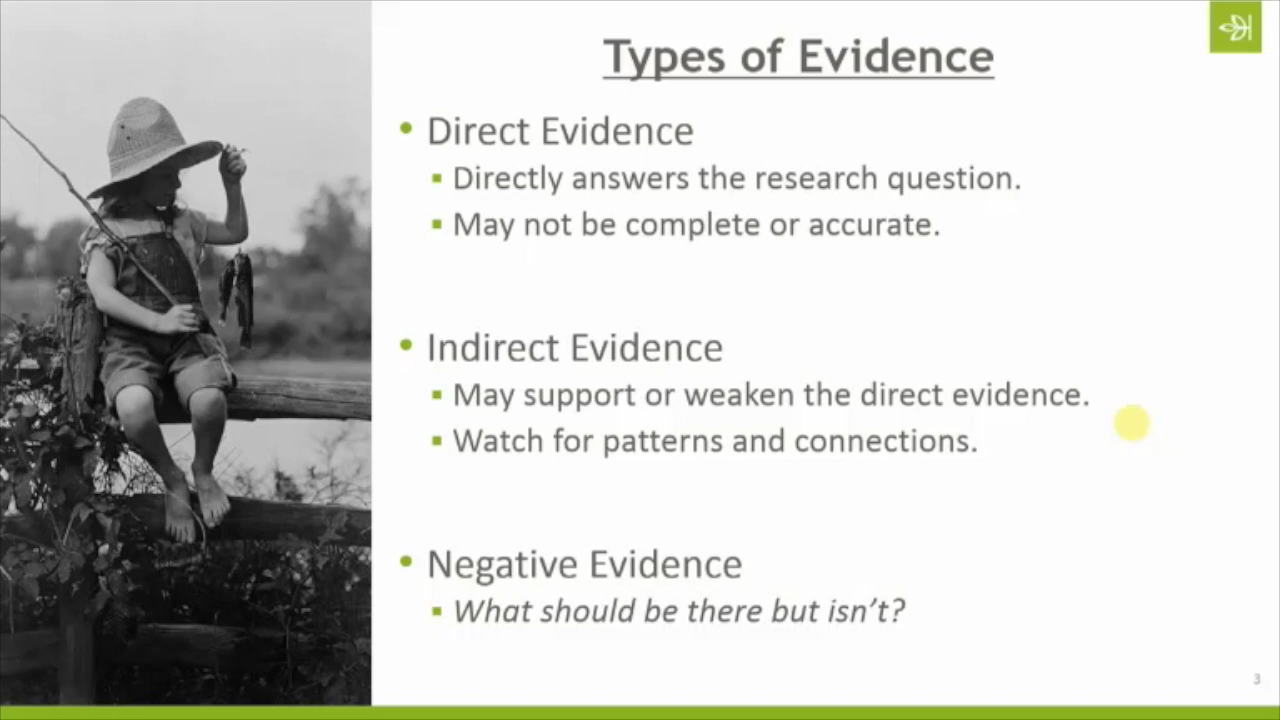 Types of Evidence
• Direct Evidence
▪ Directly answers the research question.
▪ May not be complete or accurate.
• Indirect Evidence
▪ May support or weaken the direct evidence.
▪ Watch for patterns and connections.
• Negative Evidence
▪ What should be there but isn’t?
3